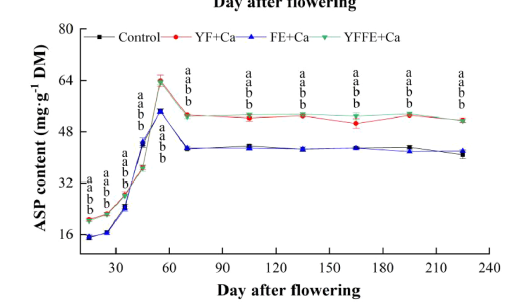 Day after flowering
80
Control
YF+Ca
FE+Ca
YFFE+Ca
64
48
32
16
ASP content (mg·g⁻¹ DM)
a
a
b
b
a
a
b
b
a
a
b
b
a
a
b
b
a
a
b
b
a
a
b
b
a
a
b
b
a
a
b
b
a
a
b
b
a
a
b
b
a
a
b
b
30 60 90 120 150 180 210 240
Day after flowering